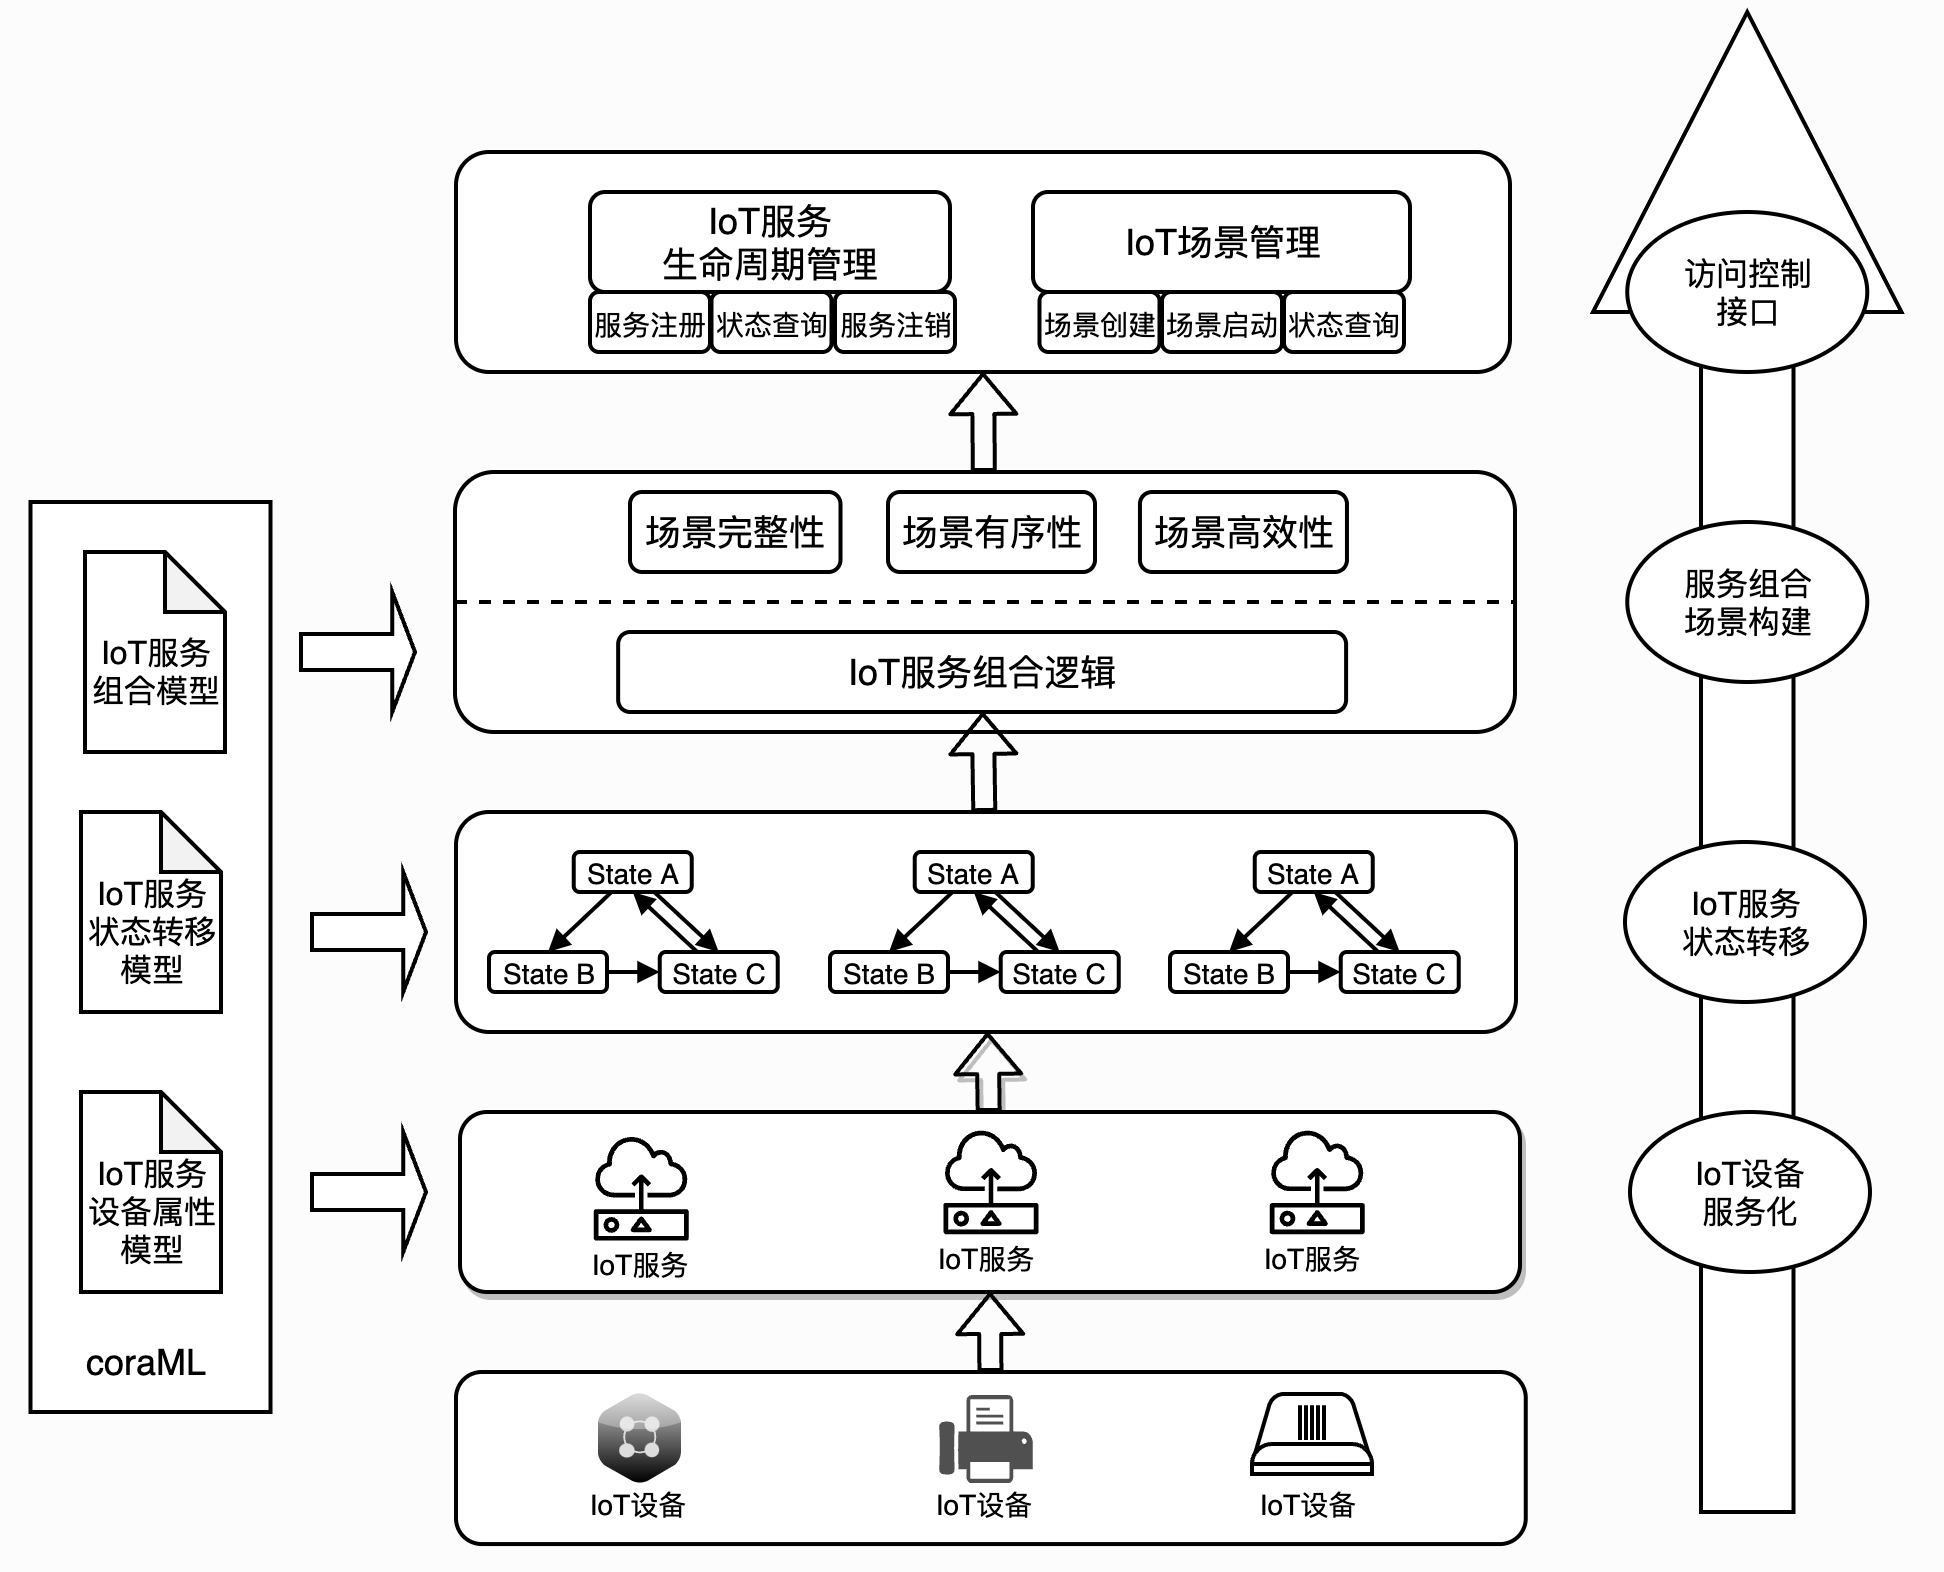 IoT服务
生命周期管理
服务注册
状态查询
服务注销
IoT场景管理
场景创建
场景启动
状态查询
访问控制
接口
场景完整性
场景有序性
场景高效性
IoT服务组合逻辑
服务组合
场景构建
IoT服务
组合模型
IoT服务
状态转移
模型
IoT服务
设备属性
模型
coraML
State A
State B
State C
State A
State B
State C
State A
State B
State C
IoT服务
状态转移
IoT服务
IoT服务
IoT服务
IoT设备
服务化
IoT设备
IoT设备
IoT设备